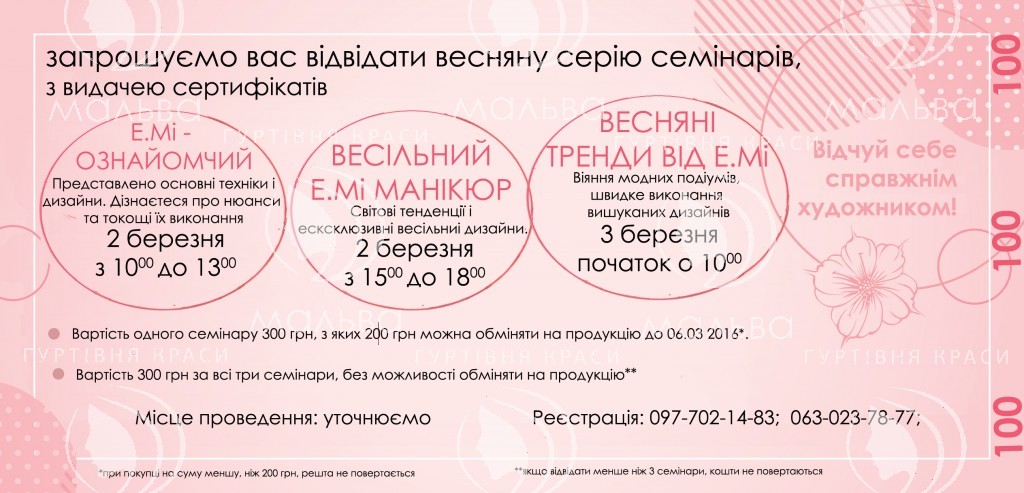 запрошуємо вас відвідати весняну серію семінарів,
з видачею сертифікатів
Е.Мі -
ОЗНАЙОМЧИЙ
Представлено основні техніки і
дизайни. Дізнаєтеся про нюанси
та токощі їх виконання
2 березня
з 10⁰⁰ до 13⁰⁰
ВЕСІЛЬНИЙ
Е.Мі МАНІКЮР
Світові тенденції і
ексклюзивні весільниі дизайни.
2 березня
з 15⁰⁰ до 18⁰⁰
ВЕСНЯНІ
ТРЕНДИ ВІД Е.Мі
Віяння модних подіумів,
швидке виконання
вишуканих дизайнів
3 березня
початок о 10⁰⁰
Відчуй себе
справжнім
художником!
100
100
100
Вартість одного семінару 300 грн, з яких 200 грн можна обміняти на продукцію до 06.03 2016*.
Вартість 300 грн за всі три семінари, без можливості обміняти на продукцію**
Місце проведення: уточнюємо
Реєстрація: 097-702-14-83; 063-023-78-77;
*при покупці на суму меншу, ніж 200 грн, решта не повертається
**якщо відвідати менше ніж 3 семінари, кошти не повертаються
мальва
ГУРТІВНЯ КРАСИ